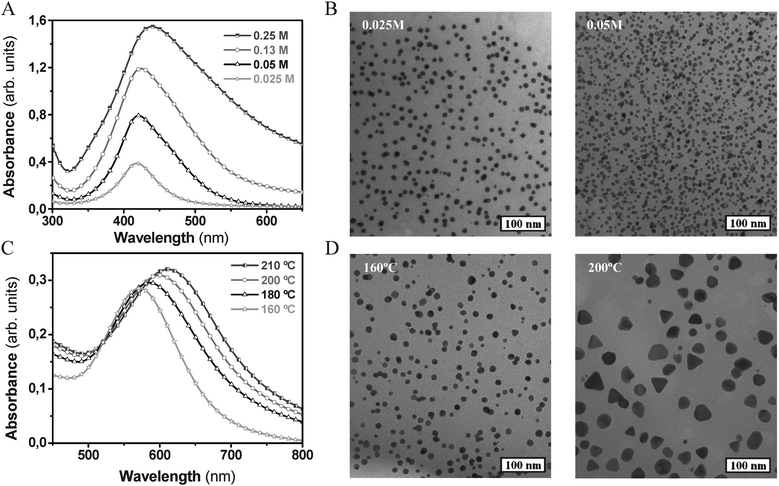 A
1,6
1,2
0,8
0,4
0,0
Absorbance (arb. units)
0.25 M
0.13 M
0.05 M
0.025 M
300 400 500 600
Wavelength (nm)
B
0.025M
100 nm
0.05M
100 nm
C
0,3
0,2
0,1
0,0
Absorbance (arb. units)
210 ºC
200 ºC
180 ºC
160 ºC
500 600 700 800
Wavelength (nm)
D
160ºC
100 nm
200ºC
100 nm